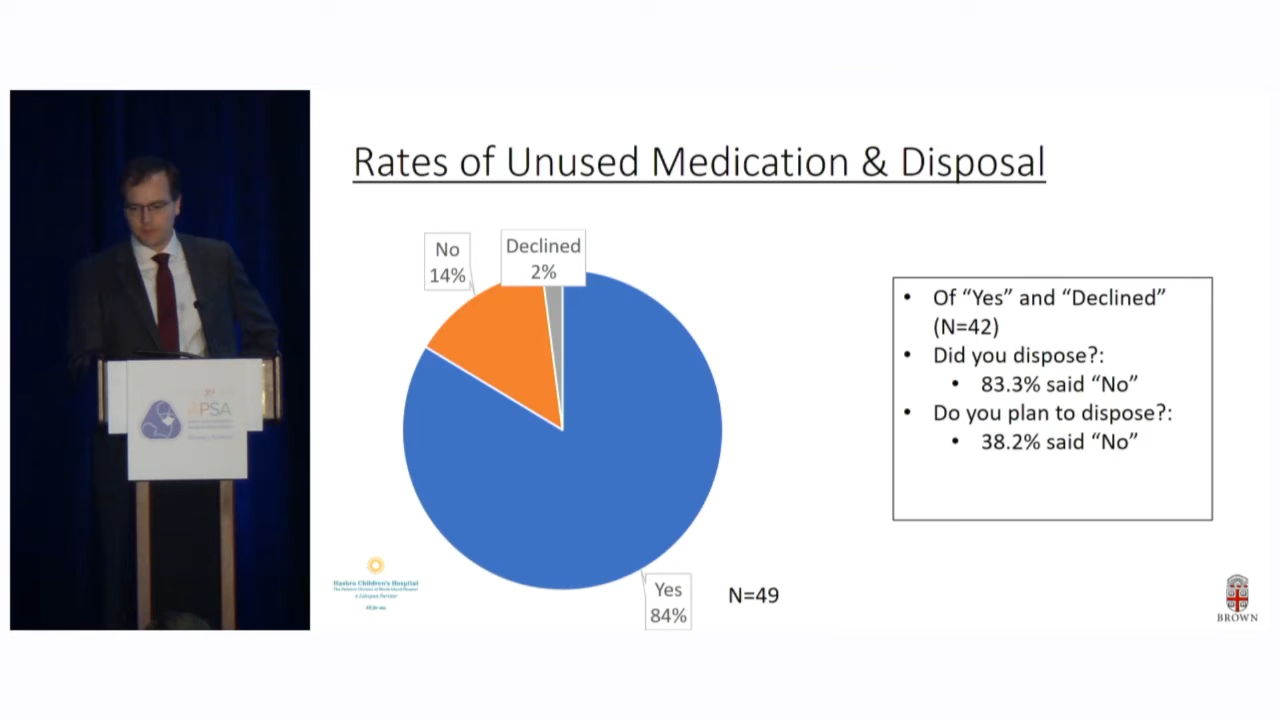 Rates of Unused Medication & Disposal
No
14%
Declined
2%
Yes
84%
N=49
• Of “Yes” and “Declined”
(N=42)
• Did you dispose?:
• 83.3% said “No”
• Do you plan to dispose?:
• 38.2% said “No”
APSA
Hasbro Children's Hospital
BROWN